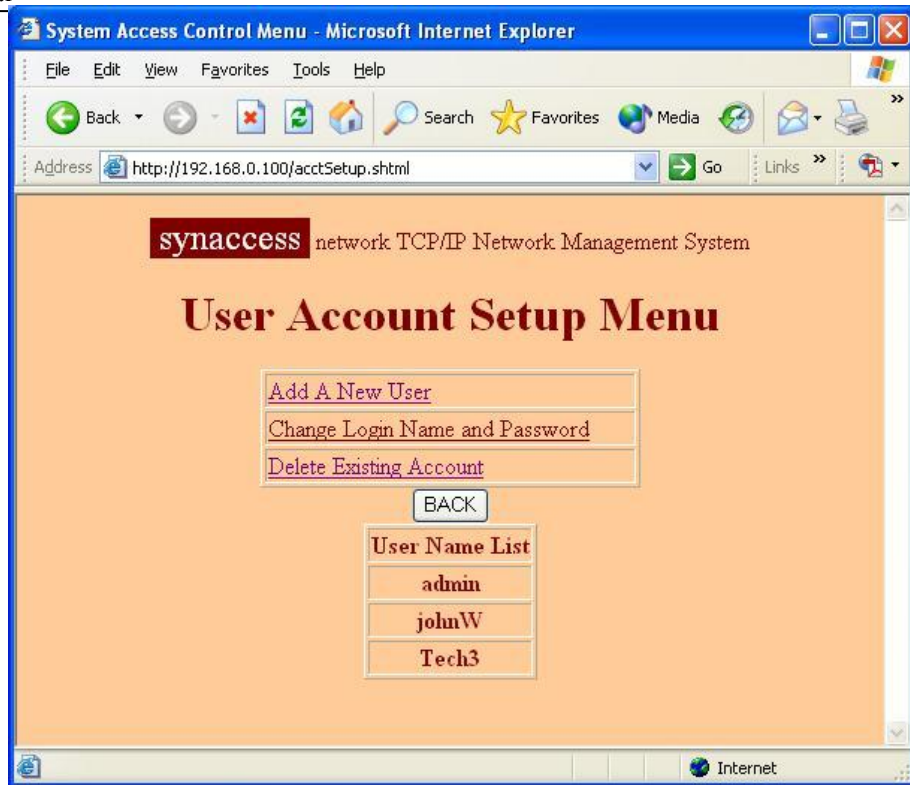 System Access Control Menu - Microsoft Internet Explorer
File Edit View Favorites Tools Help
Back Search Favorites Media »
Address http://192.168.0.100/acctSetup.shtml Go Links »
synaccess network TCP/IP Network Management System
User Account Setup Menu
Add A New User
Change Login Name and Password
Delete Existing Account
BACK
User Name List
admin
johnW
Tech3
Internet